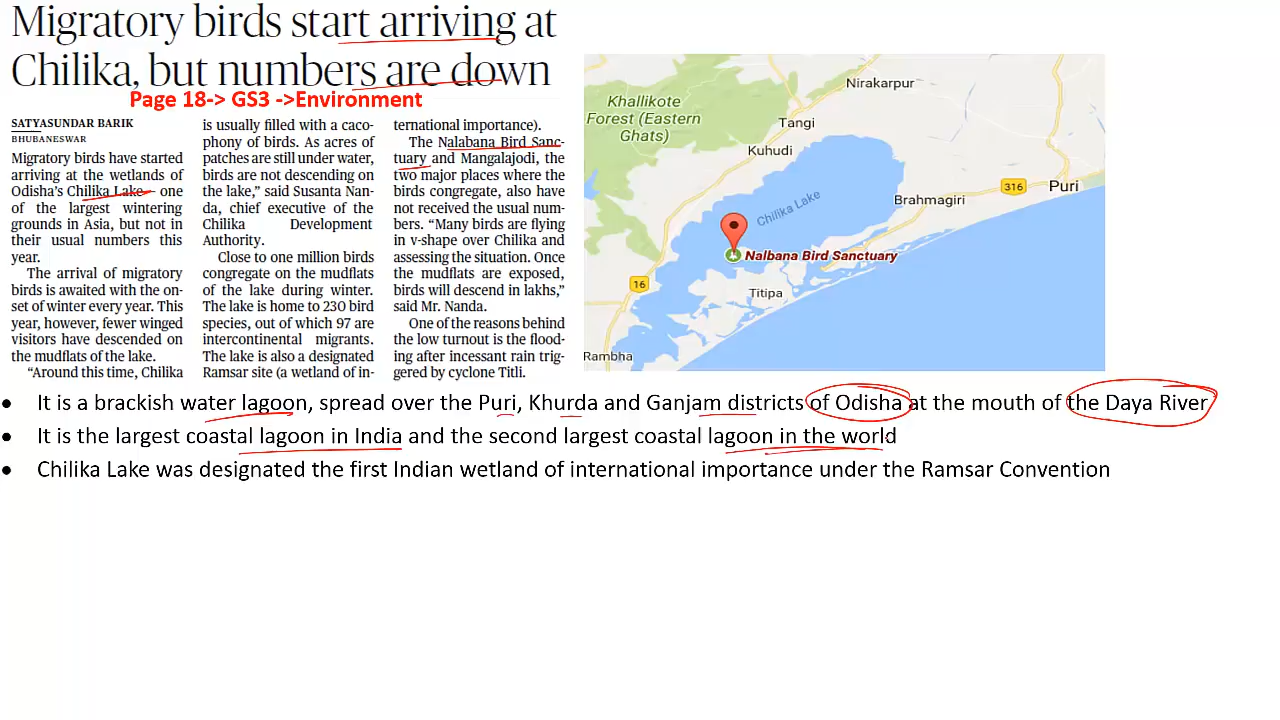 Migratory birds start arriving at
Chilika, but numbers are down
Page 18-> GS3 ->Environment
SATYASUNDAR BARIK
BHUBANESWAR
Migratory birds have started
arriving at the wetlands of
Odisha's Chilika Lake – one
of the largest wintering
grounds in Asia, but not in
their usual numbers this
year.
The arrival of migratory
birds is awaited with the on-
set of winter every year. This
year, however, fewer winged
visitors have descended on
the mudflats of the lake.
"Around this time, Chilika
is usually filled with a caco-
phony of birds. As acres of
patches are still under water,
birds are not descending on
the lake," said Susanta Nan-
da, chief executive of the
Chilika Development
Authority.
Close to one million birds
congregate on the mudflats
of the lake during winter.
The lake is home to 230 bird
species, out of which 97 are
intercontinental migrants.
The lake is also a designated
Ramsar site (a wetland of in-
ternational importance).
The Nalabana Bird Sanc-
tuary and Mangalajodi, the
two major places where the
birds congregate, also have
not received the usual num-
bers. "Many birds are flying
in v-shape over Chilika and
assessing the situation. Once
the mudflats are exposed,
birds will descend in lakhs,"
said Mr. Nanda.
One of the reasons behind
the low turnout is the flood-
ing after incessant rain trig-
gered by cyclone Titli.
Nirakarpur
Khallikote
Forest (Eastern
Ghats)
Tangi
Kuhudi
316
Puri
Chilika Lake
Brahmagiri
Nalbana Bird Sanctuary
16
Titipa
Rambha
• It is a brackish water lagoon, spread over the Puri, Khurda and Ganjam districts of Odisha at the mouth of the Daya River
• It is the largest coastal lagoon in India and the second largest coastal lagoon in the world
• Chilika Lake was designated the first Indian wetland of international importance under the Ramsar Convention